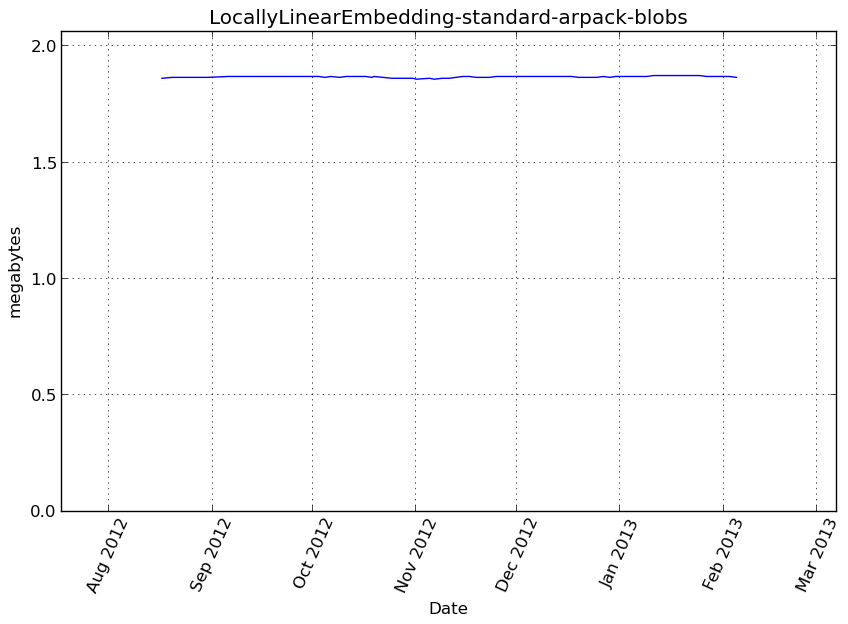 LocallyLinearEmbedding-standard-arpack-blobs
2.0
1.5
1.0
0.5
0.0
megabytes
Aug 2012
Sep 2012
Oct 2012
Nov 2012
Dec 2012
Jan 2013
Feb 2013
Mar 2013
Date